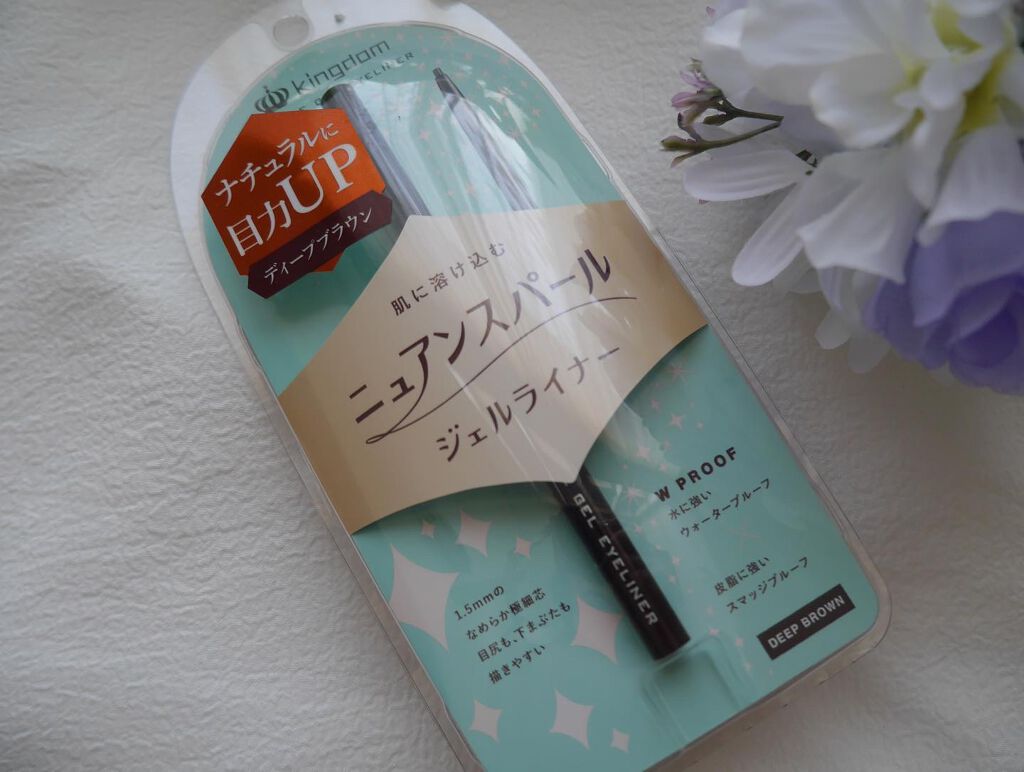 kingdom
EYELINER
ナチュラルに
目力UP
ディープブラウン
肌に溶け込む
ニュアンスパール
ジェルライナー
GEL EYELINER
W PROOF
水に強い
ウォータープルーフ
×
皮脂に強い
スマッジプルーフ
1.5mmの
なめらか極細芯
目尻も、下まぶたも
描きやすい
DEEP BROWN